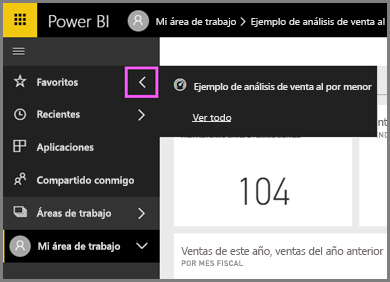 Power BI
Mi área de trabajo > Ejemplo de análisis de venta al
Favoritos
Ejemplo de análisis de venta al por menor
Ver todo
Recientes
Aplicaciones
Compartido conmigo
Áreas de trabajo
Mi área de trabajo
104
Ventas de este año, ventas del año anterior
POR MES FISCAL